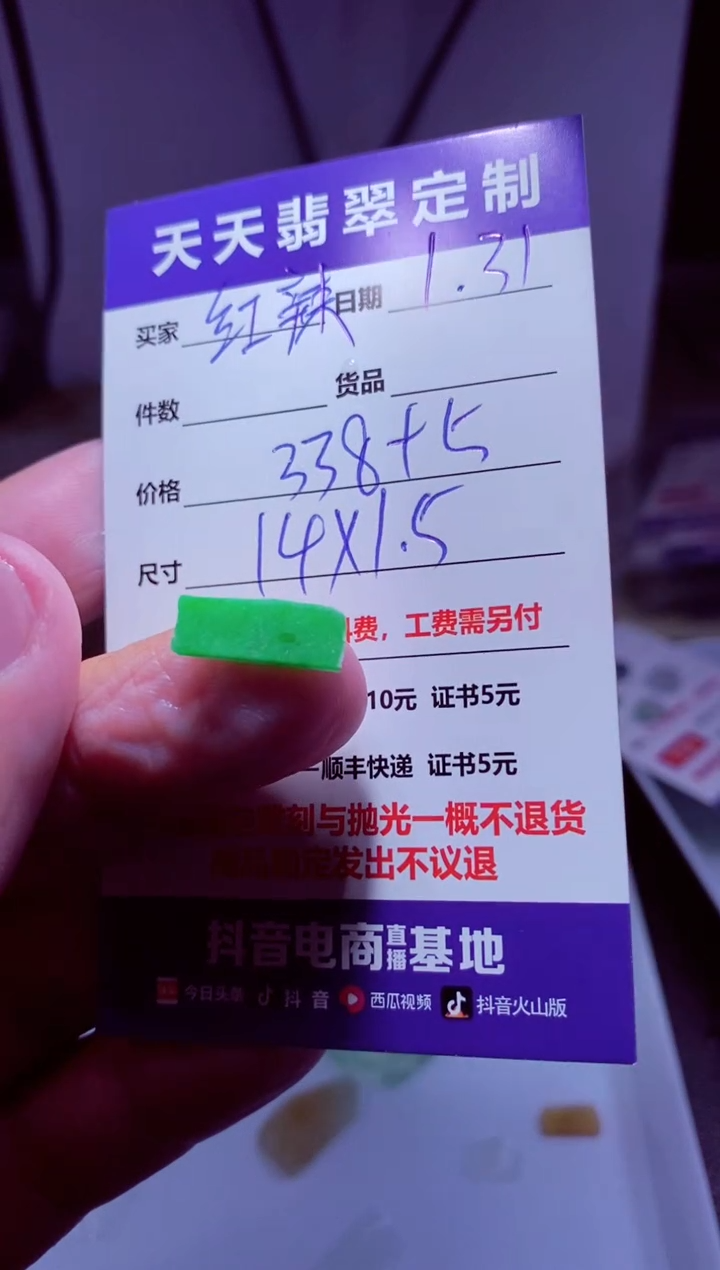 天天翡翠定制
买家 红辣 日期 1.31
件数 货品
价格 338+5
尺寸 14X1.5
费，工费需另付
10元 证书5元
顺丰快递 证书5元
刻与抛光一概不退货
定发出不议退
抖音电商直播基地
今日头条 抖音 西瓜视频 抖音火山版